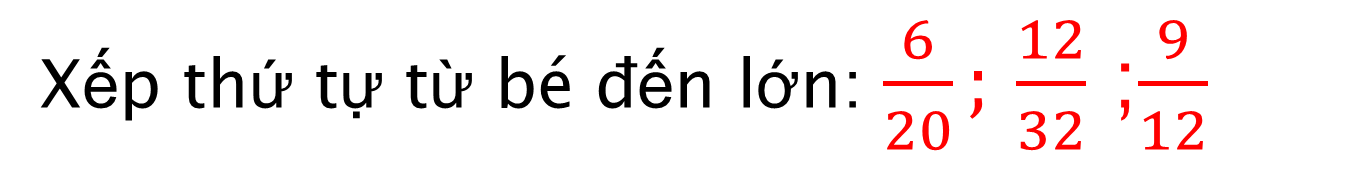 Xếp thứ tự từ bé đến lớn: 6/20 ; 12/32 ; 9/12